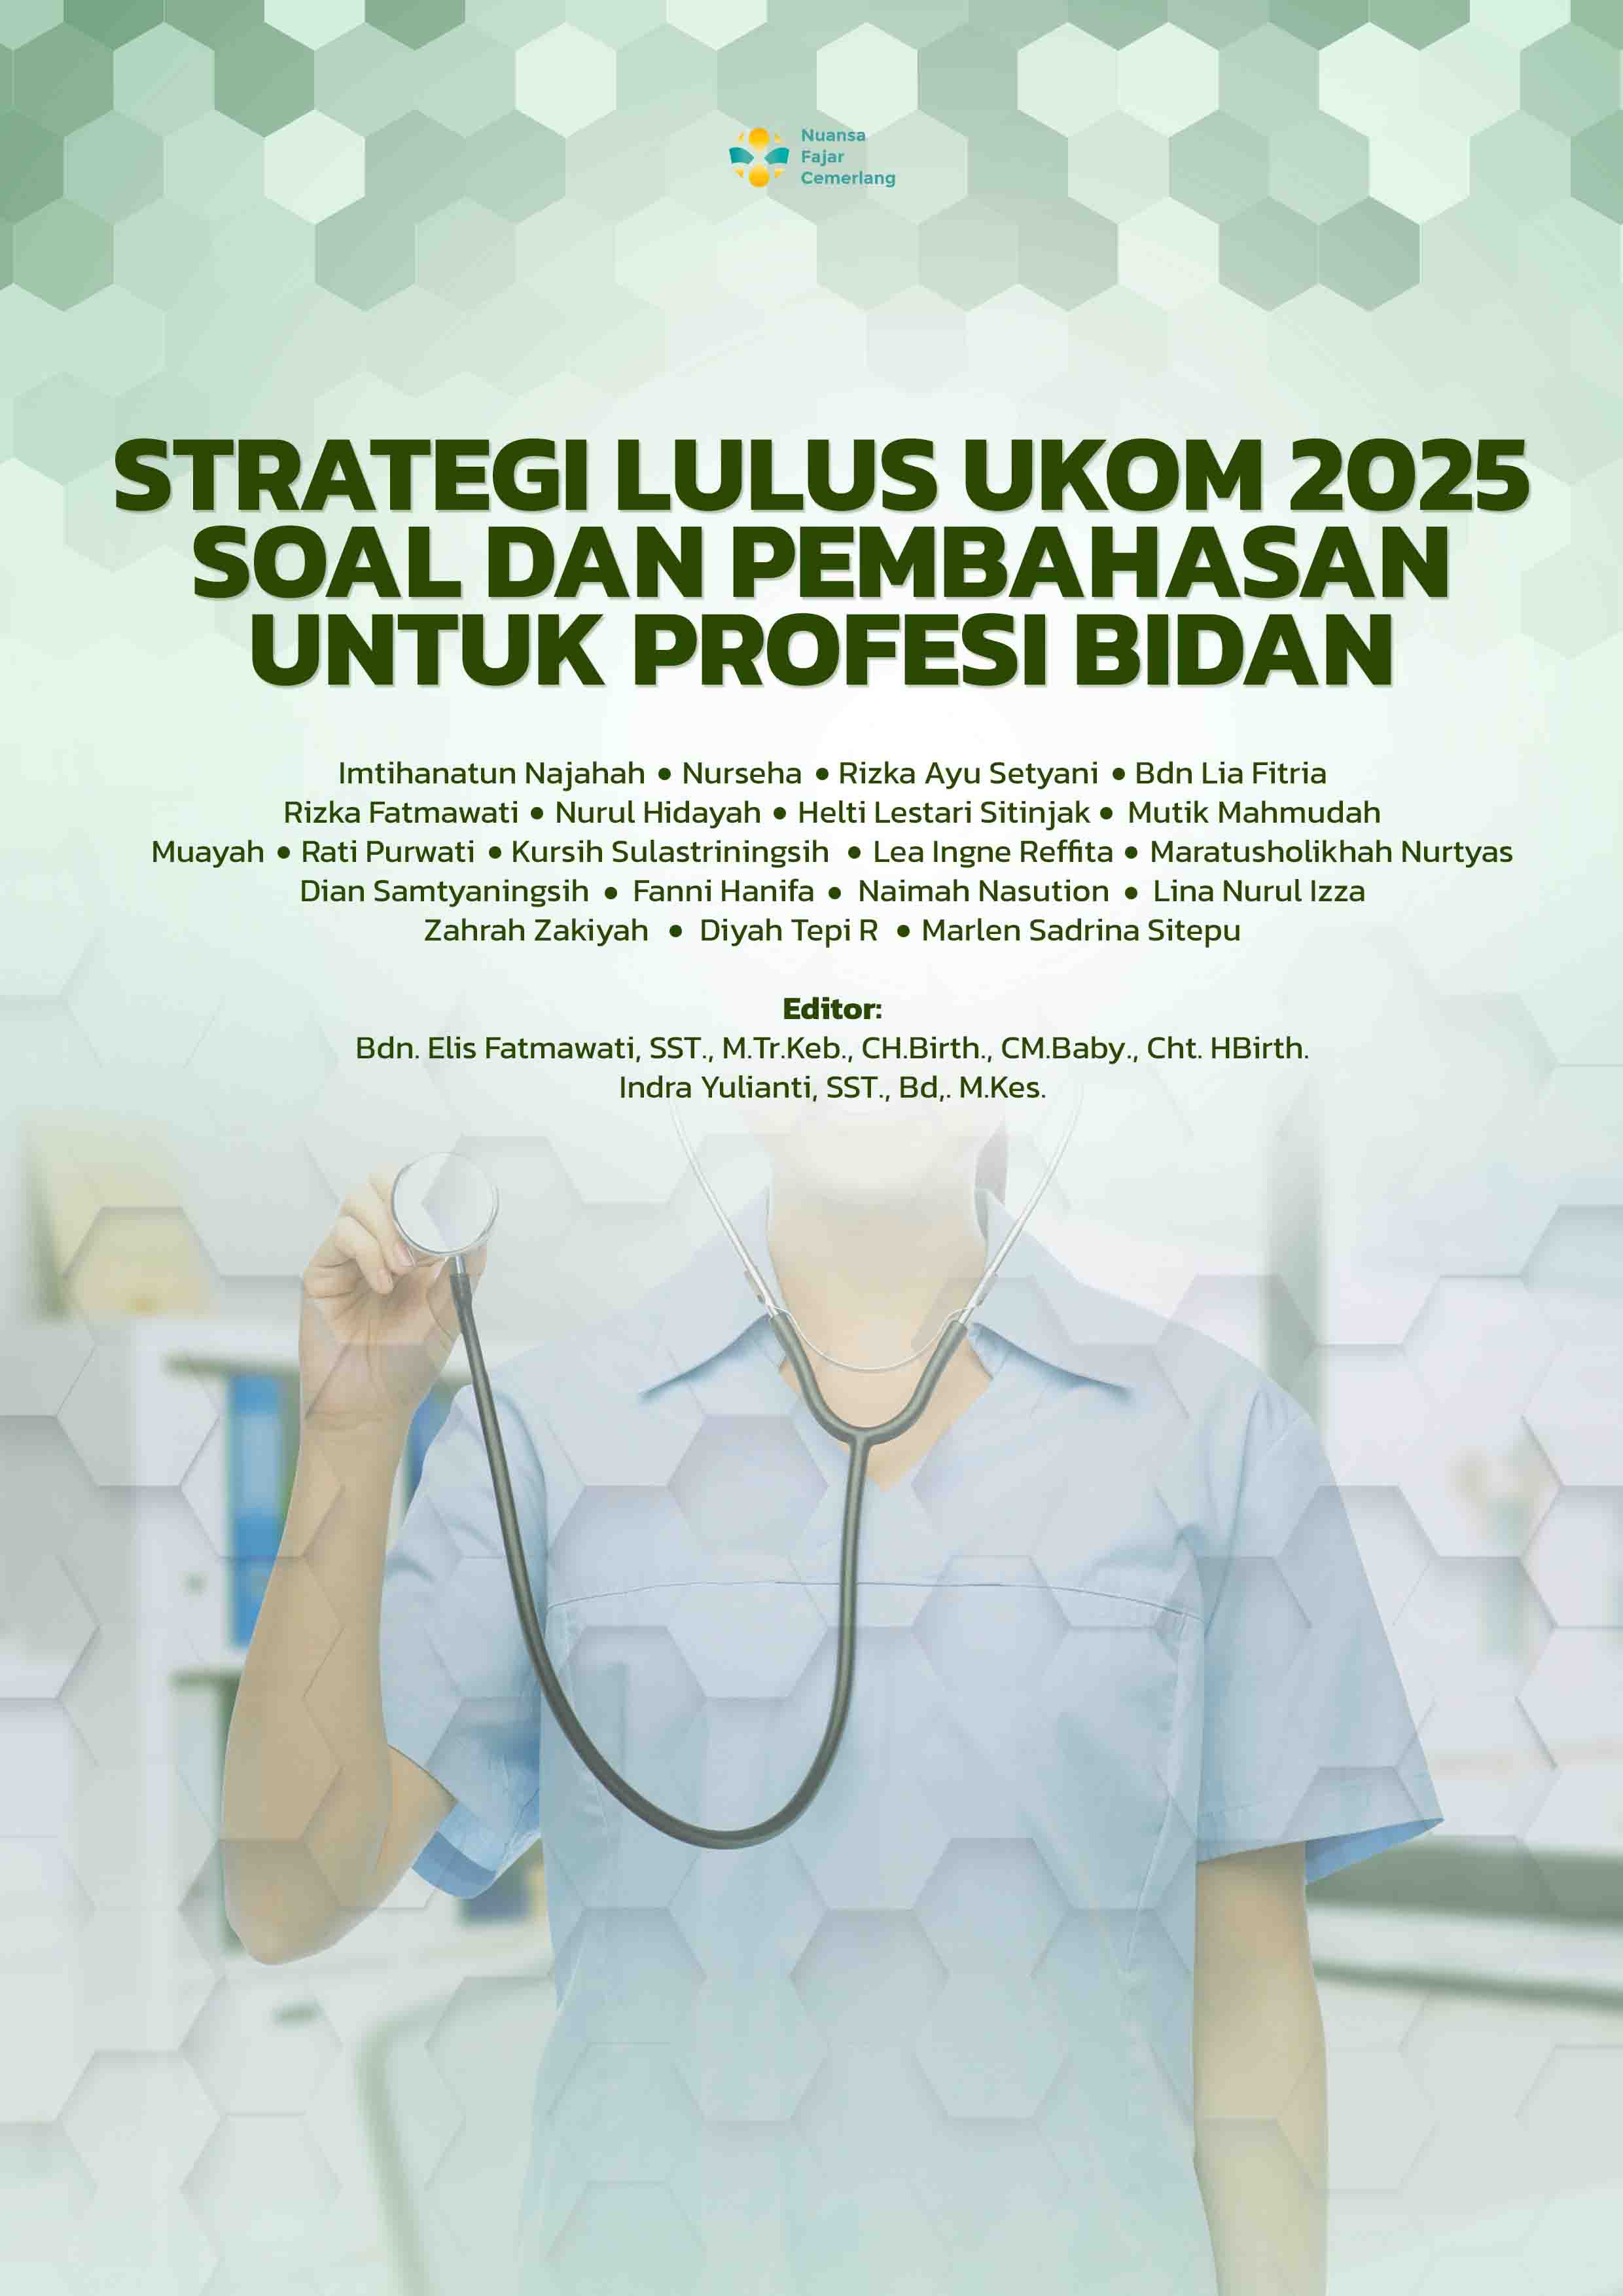 Nuansa
Fajar
Cemerlang
STRATEGI LULUS UKOM 2025
SOAL DAN PEMBAHASAN
UNTUK PROFESI BIDAN
Imtihanatun Najahah • Nurseha • Rizka Ayu Setyani • Bdn Lia Fitria
Rizka Fatmawati • Nurul Hidayah • Helti Lestari Sitinjak • Mutik Mahmudah
Muayah • Rati Purwati • Kursih Sulastriningsih • Lea Ingne Reffita • Maratusholikhah Nurtyas
Dian Samtyaningsih • Fanni Hanifa • Naimah Nasution • Lina Nurul Izza
Zahrah Zakiyah • Diyah Tepi R • Marlen Sadrina Sitepu
Editor:
Bdn. Elis Fatmawati, SST., M.Tr.Keb., CH.Birth., CM.Baby., Cht. HBirth.
Indra Yulianti, SST., Bd,. M.Kes.